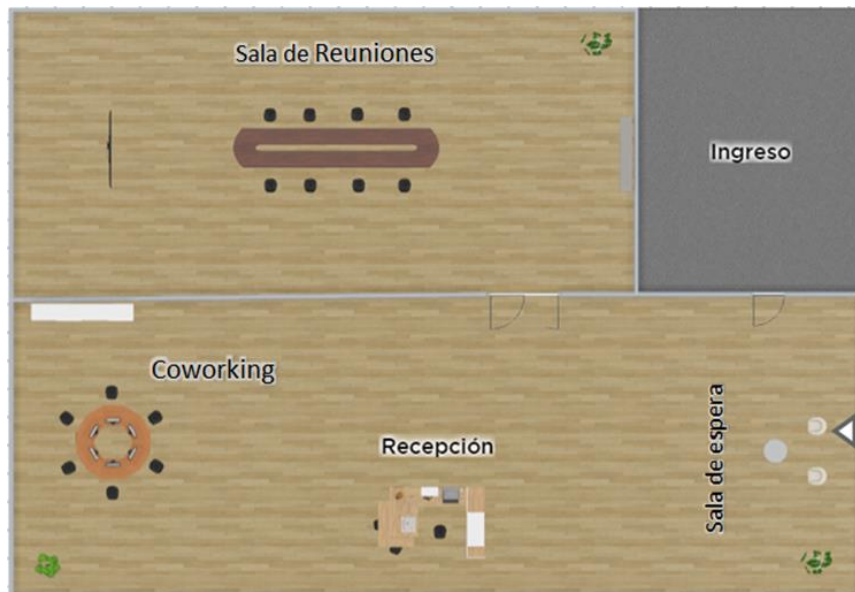 Sala de Reuniones
Ingreso
Coworking
Recepción
Sala de espera